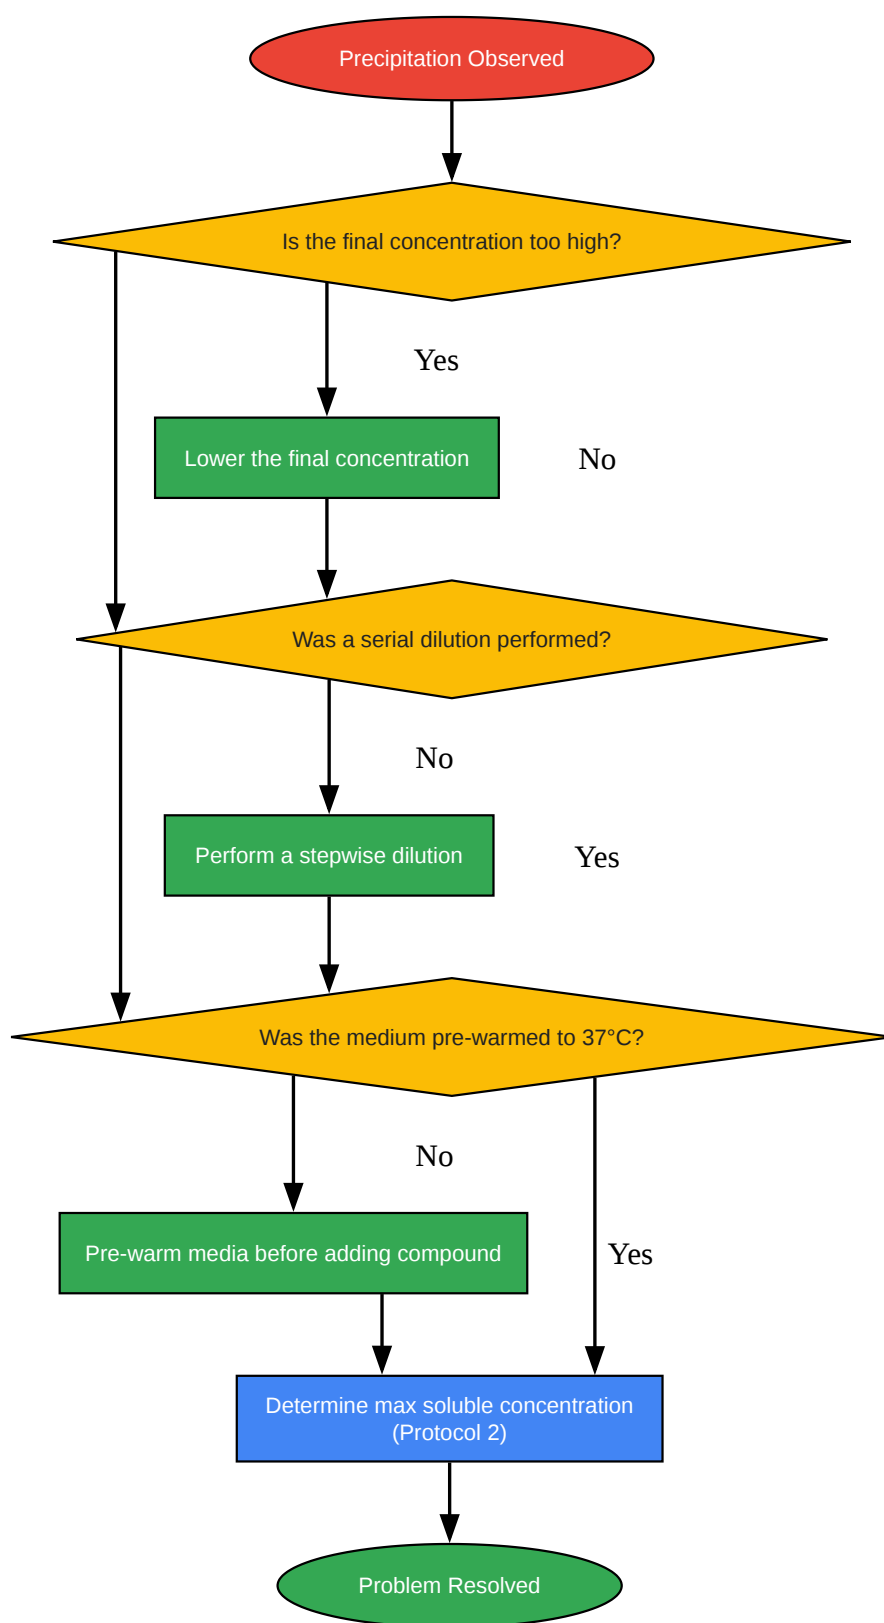 Precipitation Observed
Is the final concentration too high?
Yes
Lower the final concentration
No
Was a serial dilution performed?
No
Perform a stepwise dilution
Yes
Was the medium pre-warmed to 37°C?
No
Pre-warm media before adding compound
Yes
Determine max soluble concentration
(Protocol 2)
Problem Resolved